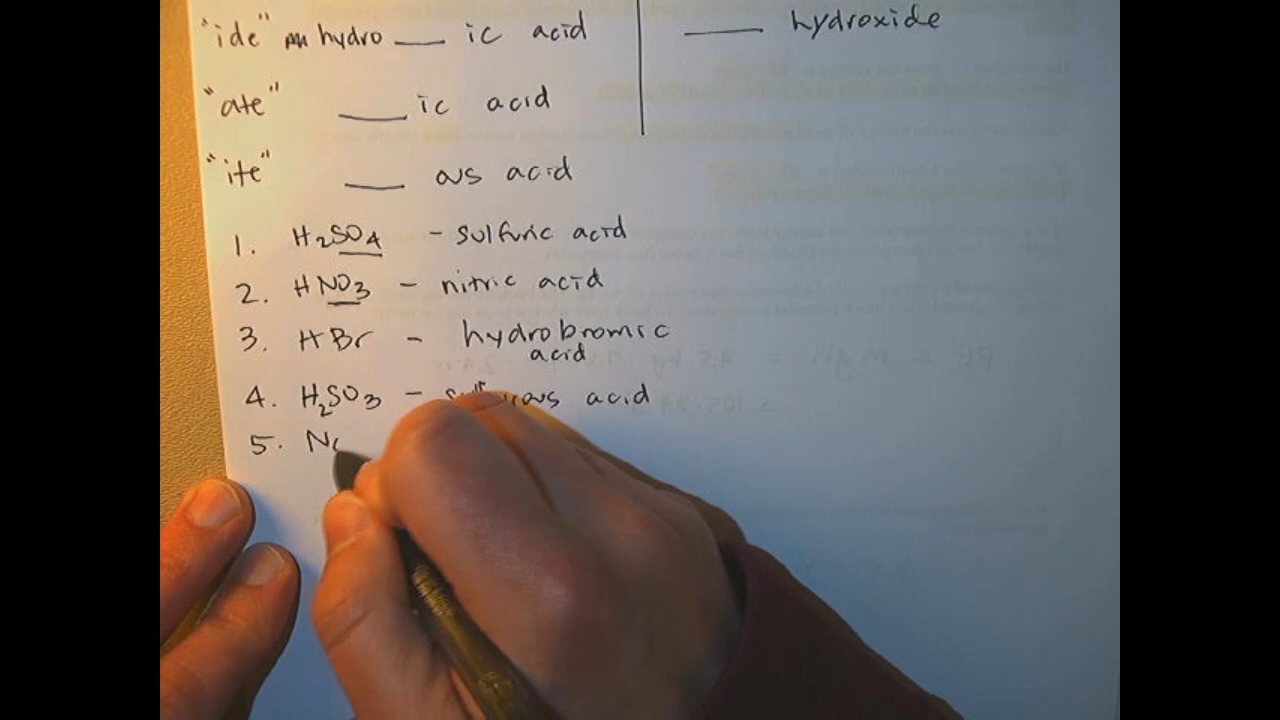 "ide" hydro ___ ic acid
___ hydroxide
"ate" ___ ic acid
"ite" ___ ous acid
1. H2SO4 - sulfuric acid
2. HNO3 - nitric acid
3. HBr - hydrobromic
acid
4. H2SO3 - acid
5.